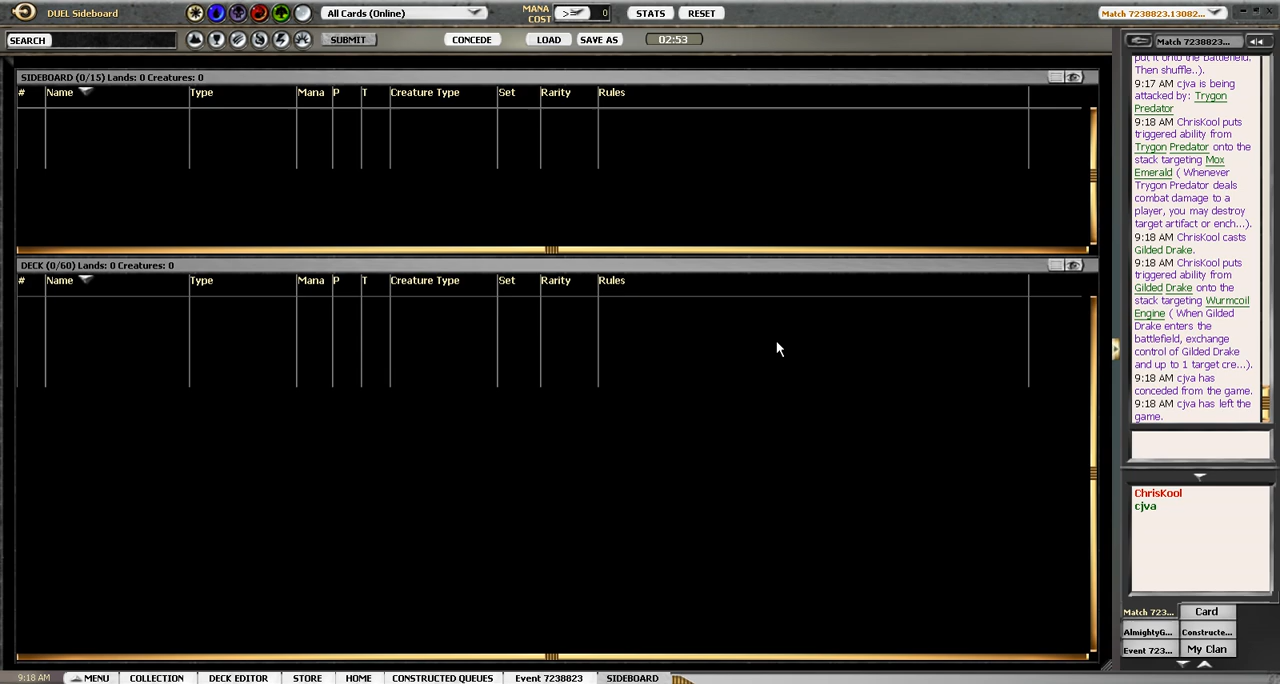 DUEL Sideboard
All Cards (Online)
MANA
COST
> 0
STATS
RESET
Match 7238823.13082...
SEARCH
SUBMIT
CONCEDE
LOAD
SAVE AS
02:53
Match 7238823...
SIDEBOARD (0/15) Lands: 0 Creatures: 0
# Name Type Mana P T Creature Type Set Rarity Rules
DECK (0/60) Lands: 0 Creatures: 0
# Name Type Mana P T Creature Type Set Rarity Rules
put it onto the battlefield.
Then shuffle..).
9:17 AM cjva is being
attacked by: Trygon
Predator
9:18 AM ChrisKool puts
triggered ability from
Trygon Predator onto the
stack targeting Mox
Emerald ( Whenever
Trygon Predator deals
combat damage to a
player, you may destroy
target artifact or ench...).
9:18 AM ChrisKool casts
Gilded Drake.
9:18 AM ChrisKool puts
triggered ability from
Gilded Drake onto the
stack targeting Wurmcoil
Engine ( When Gilded
Drake enters the
battlefield, exchange
control of Gilded Drake
and up to 1 target cre...).
9:18 AM cjva has
conceded from the game.
9:18 AM cjva has left the
game.
ChrisKool
cjva
Match 723...
Card
AlmightyG...
Constructe...
Event 723...
My Clan
9:18 AM
MENU
COLLECTION
DECK EDITOR
STORE
HOME
CONSTRUCTED QUEUES
Event 7238823
SIDEBOARD